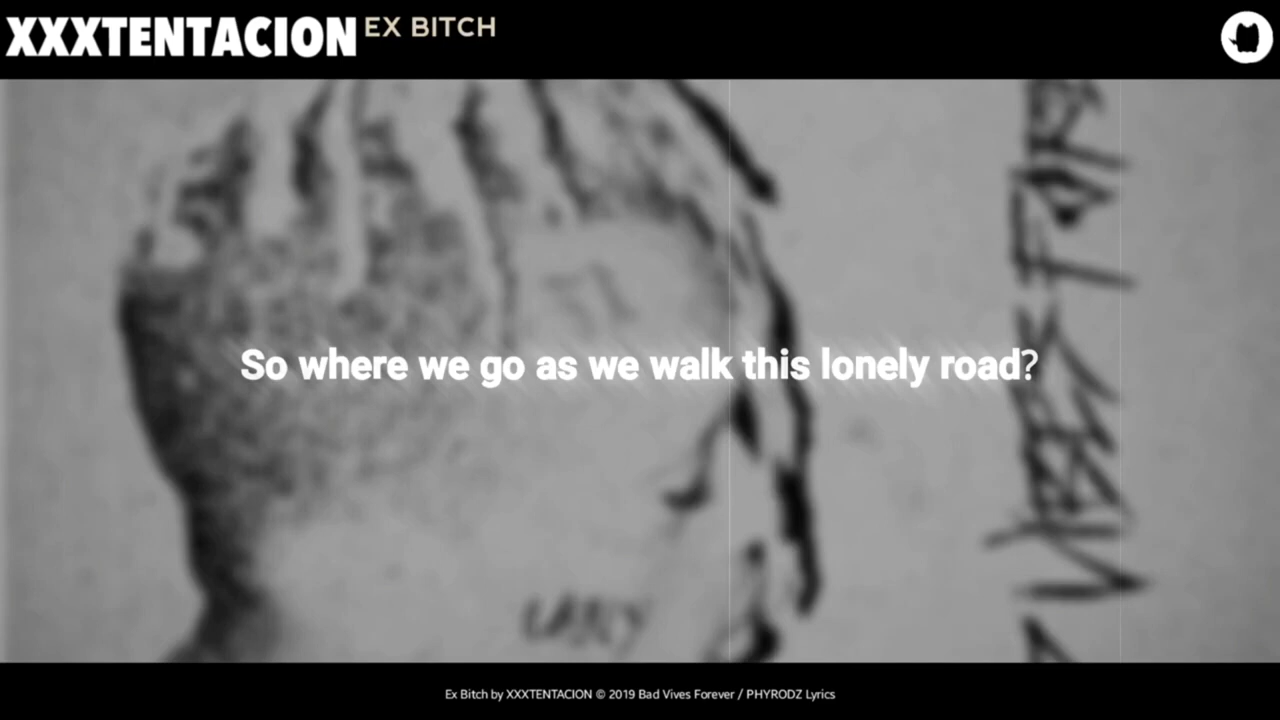 XXXTENTACION EX BITCH
So where we go as we walk this lonely road?
Ex Bitch by XXXTENTACION © 2019 Bad Vives Forever / PHYRODZ Lyrics